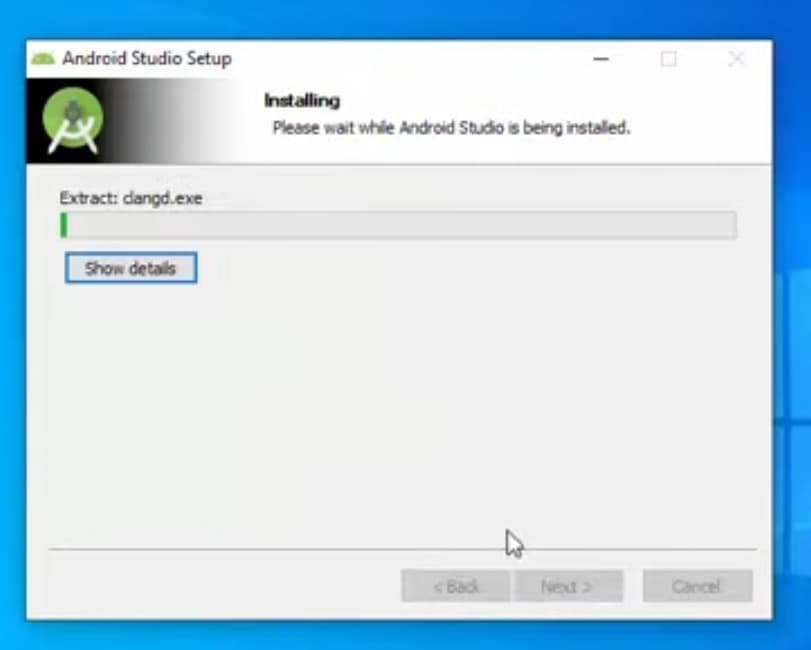 Android Studio Setup
Installing
Please wait while Android Studio is being installed.
Extract: clangd.exe
Show details
< Back
Next >
Cancel